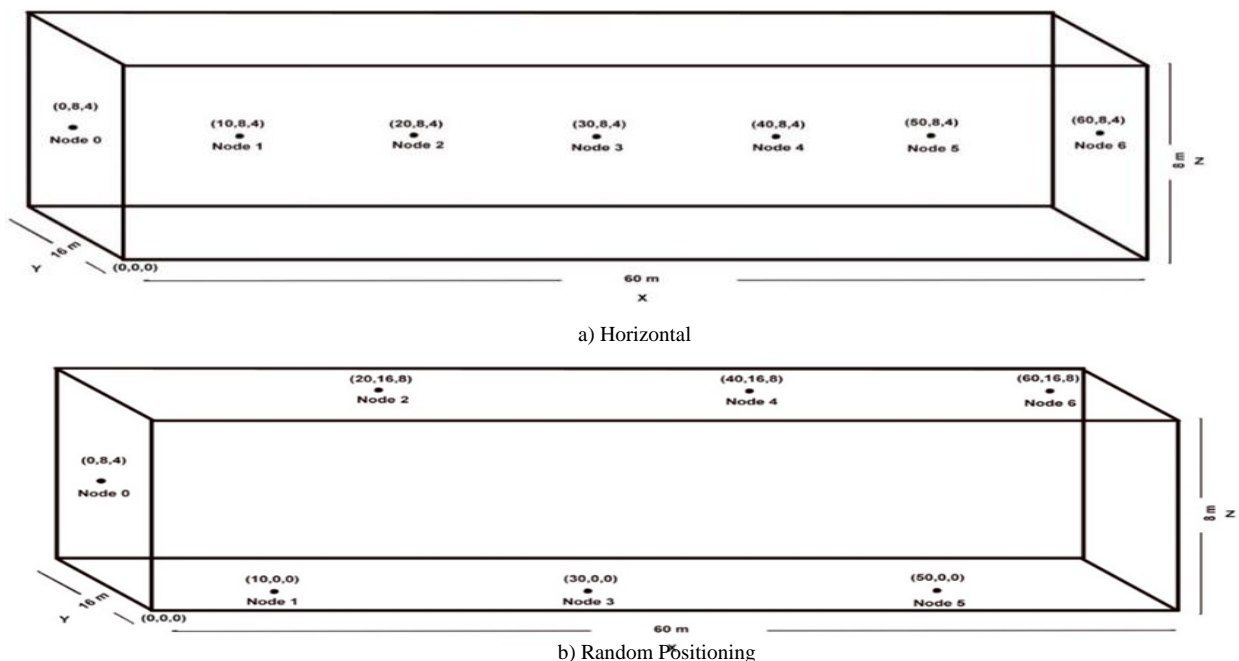 (0,8,4)
Node 0
(10,8,4)
Node 1
(20,8,4)
Node 2
(30,8,4)
Node 3
(40,8,4)
Node 4
(50,8,4)
Node 5
(60,8,4)
Node 6
8 m
Z
16 m
Y
(0,0,0)
60 m
X
a) Horizontal
(20,16,8)
Node 2
(40,16,8)
Node 4
(60,16,8)
Node 6
(0,8,4)
Node 0
8 m
Z
(10,0,0)
Node 1
(30,0,0)
Node 3
(50,0,0)
Node 5
16 m
Y
(0,0,0)
60 m
X
b) Random Positioning